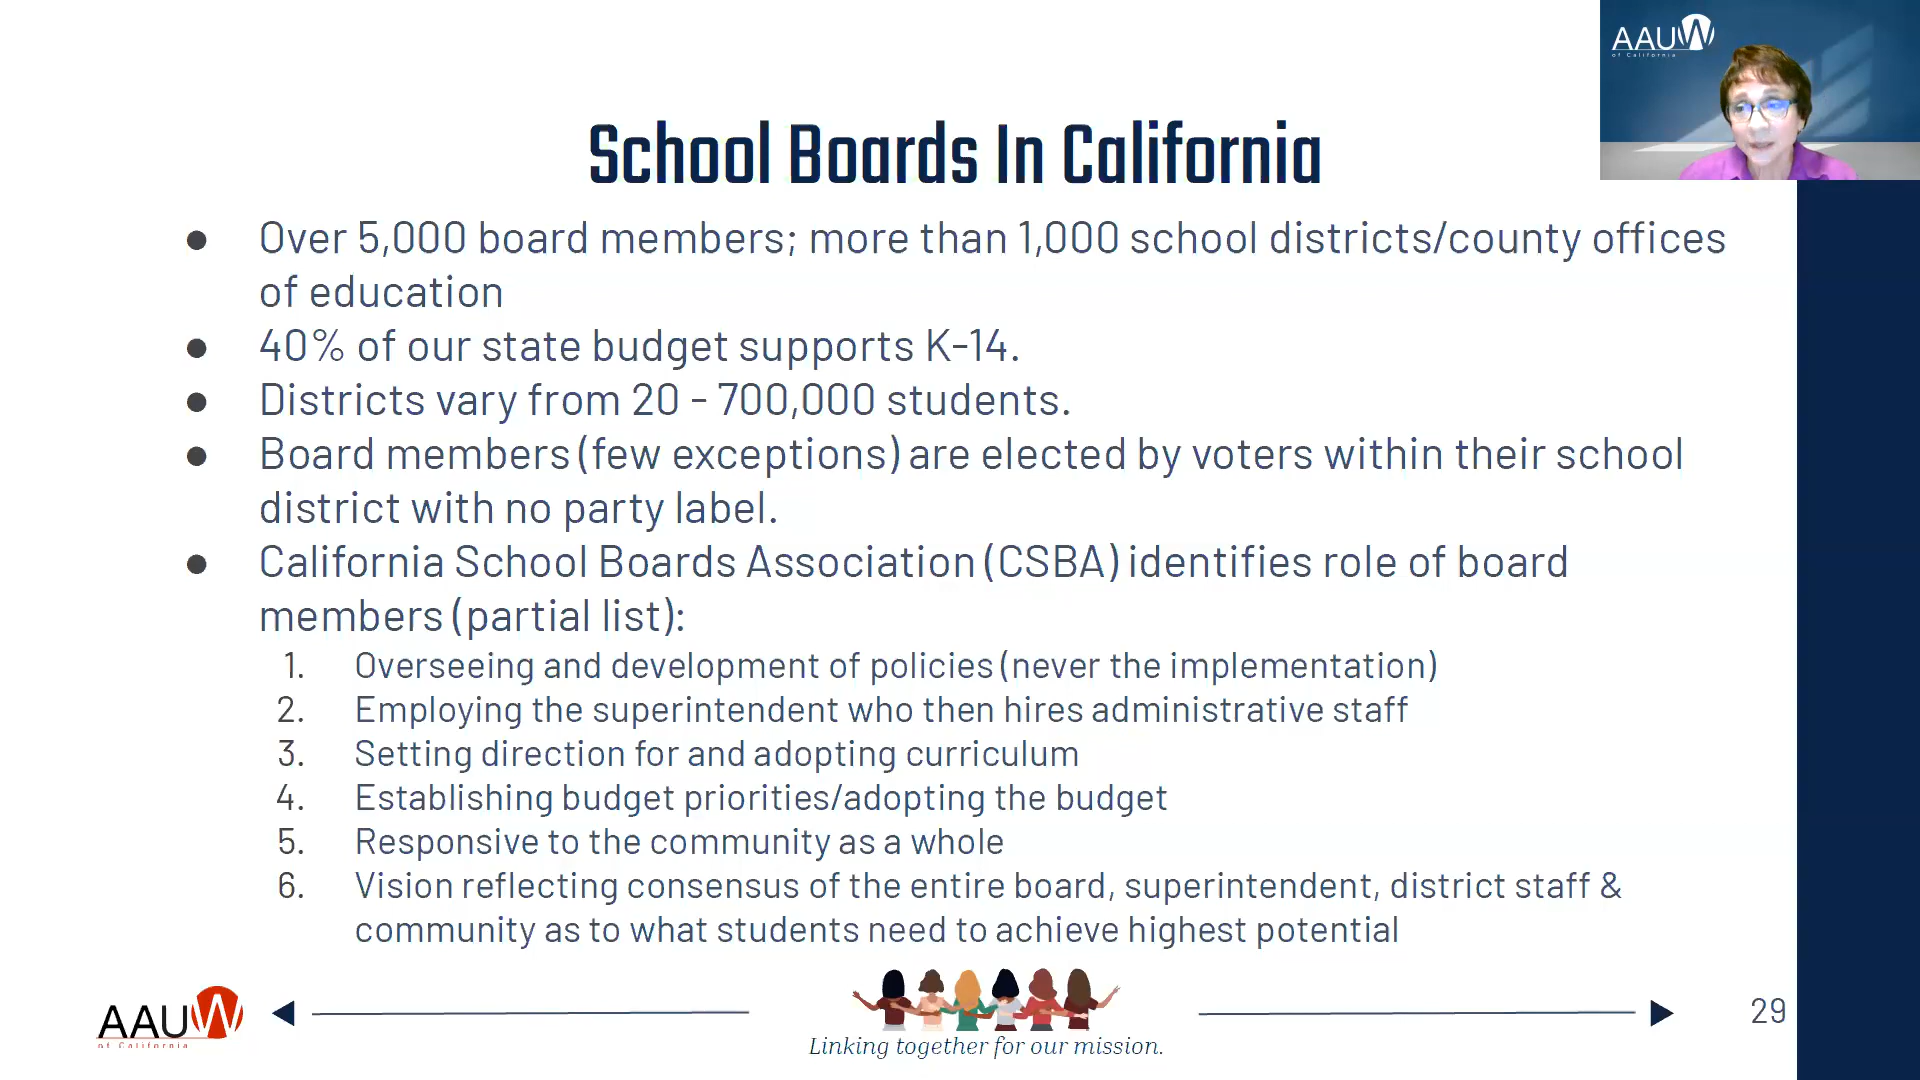 AAUW
of California
School Boards In California
● Over 5,000 board members; more than 1,000 school districts/county offices
of education
● 40% of our state budget supports K-14.
● Districts vary from 20 - 700,000 students.
● Board members (few exceptions) are elected by voters within their school
district with no party label.
● California School Boards Association (CSBA) identifies role of board
members (partial list):
1. Overseeing and development of policies (never the implementation)
2. Employing the superintendent who then hires administrative staff
3. Setting direction for and adopting curriculum
4. Establishing budget priorities/adopting the budget
5. Responsive to the community as a whole
6. Vision reflecting consensus of the entire board, superintendent, district staff &
community as to what students need to achieve highest potential
AAUW
of California
Linking together for our mission.
29